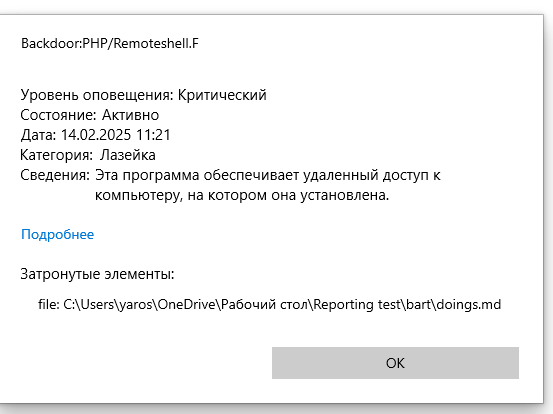 Backdoor:PHP/Remoteshell.F
Уровень оповещения: Критический
Состояние: Активно
Дата: 14.02.2025 11:21
Категория: Лазейка
Сведения: Эта программа обеспечивает удаленный доступ к
компьютеру, на котором она установлена.
Подробнее
Затронутые элементы:
file: C:\Users\yaros\OneDrive\Рабочий стол\Reporting test\bart\doings.md
ОК